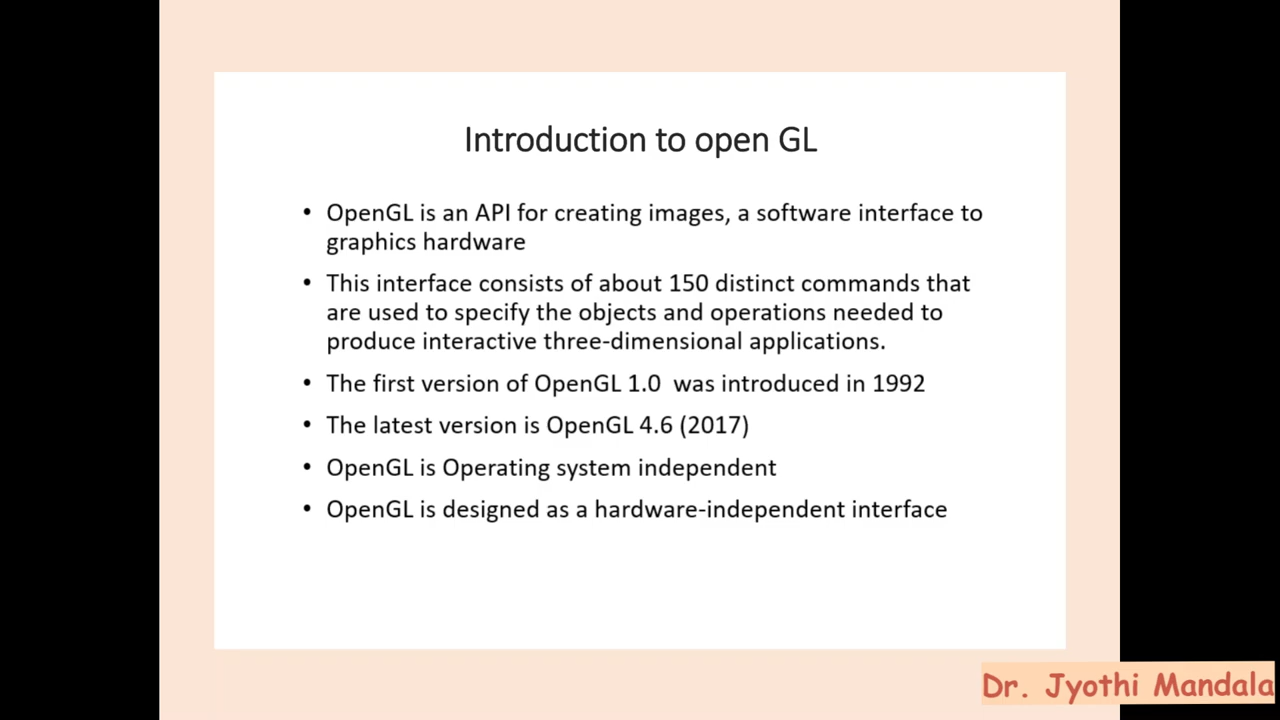 Introduction to open GL
• OpenGL is an API for creating images, a software interface to
graphics hardware
• This interface consists of about 150 distinct commands that
are used to specify the objects and operations needed to
produce interactive three-dimensional applications.
• The first version of OpenGL 1.0  was introduced in 1992
• The latest version is OpenGL 4.6 (2017)
• OpenGL is Operating system independent
• OpenGL is designed as a hardware-independent interface
Dr. Jyothi Mandala